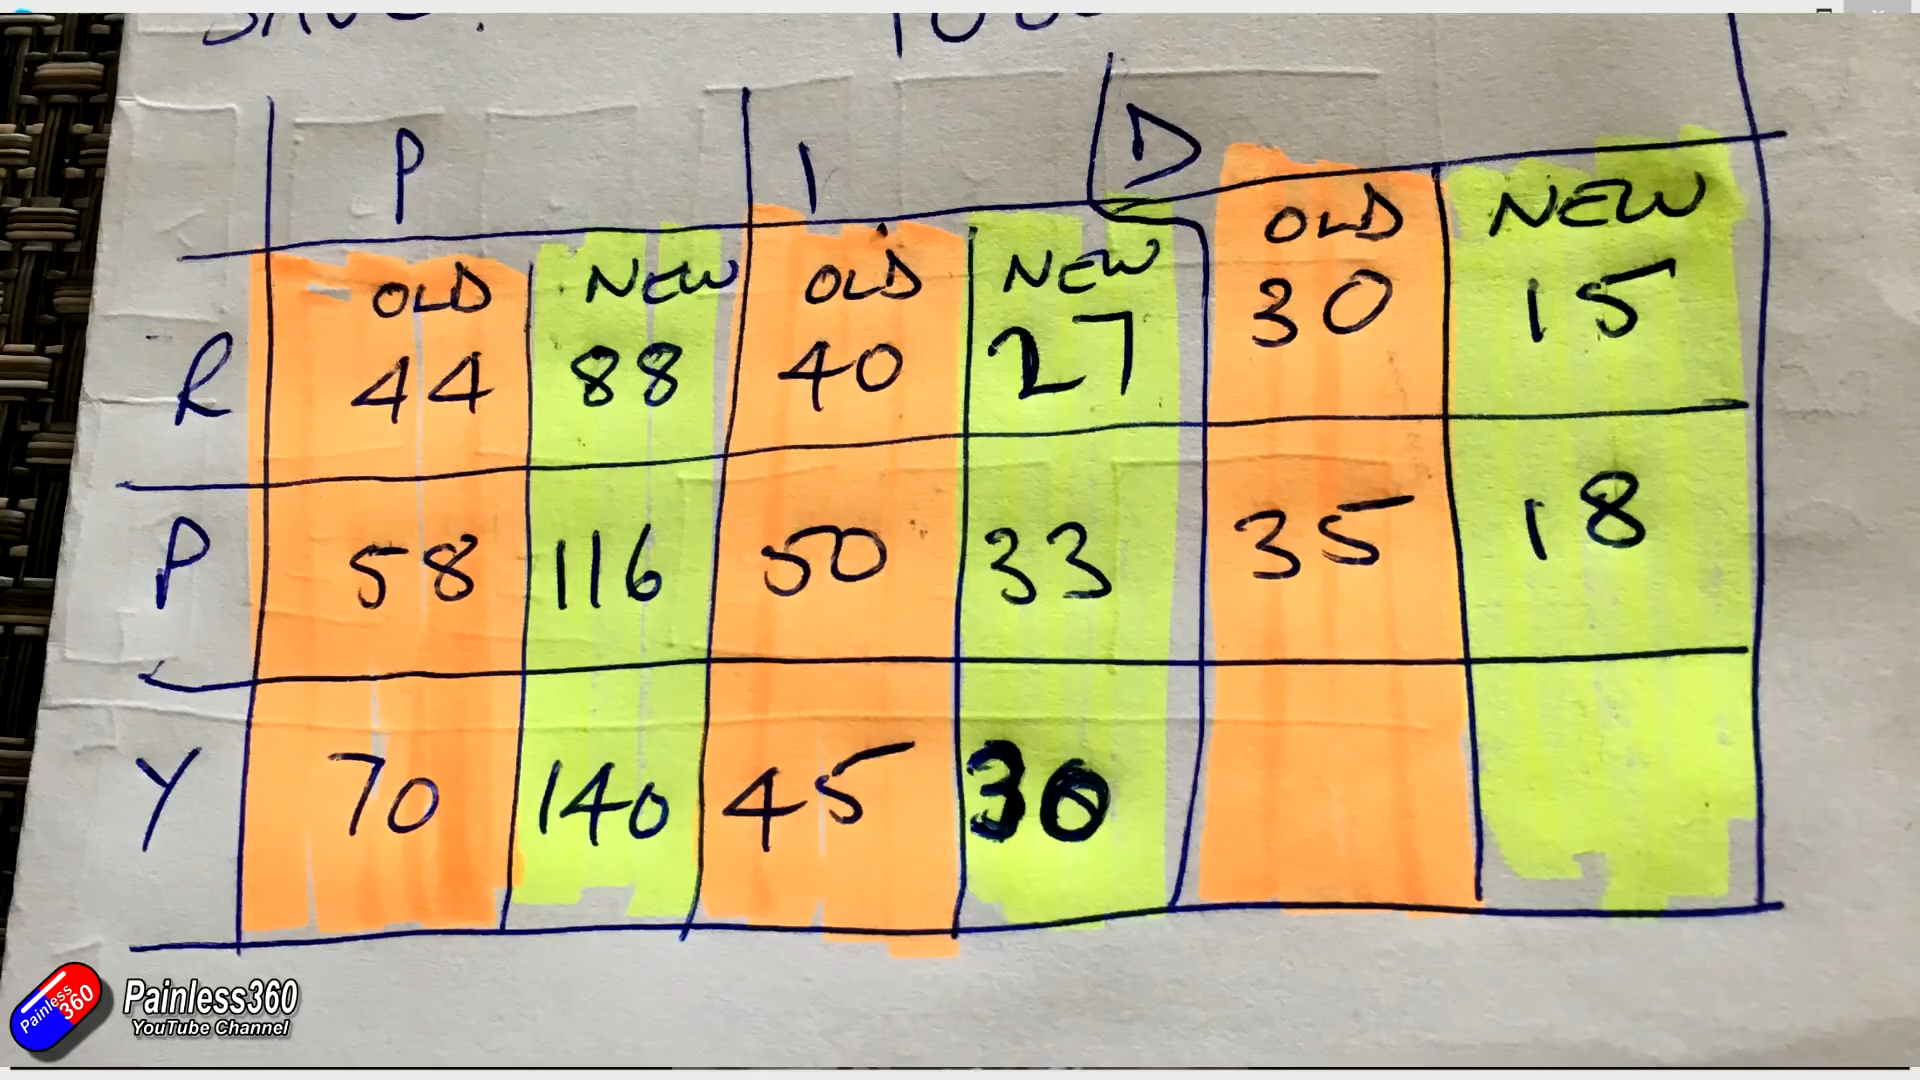 P I D
OLD NEW OLD NEW OLD NEW
R 44 88 40 27 30 15
P 58 116 50 33 35 18
Y 70 140 45 30
Painless360
Painless360
YouTube Channel